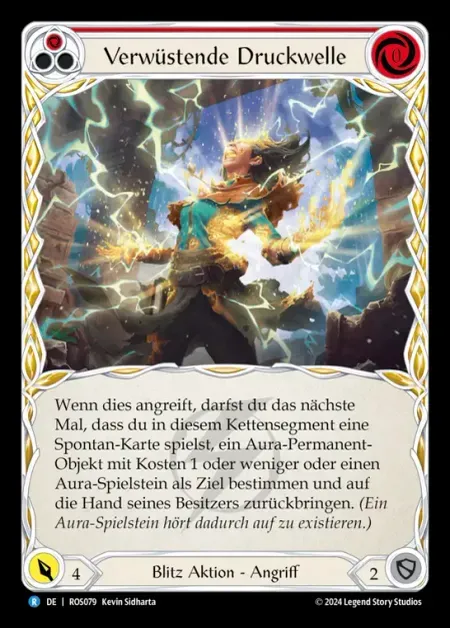 Verwüstende Druckwelle
0
Wenn dies angreift, darfst du das nächste
Mal, dass du in diesem Kettensegment eine
Spontan-Karte spielst, ein Aura-Permanent-
Objekt mit Kosten 1 oder weniger oder einen
Aura-Spielstein als Ziel bestimmen und auf
die Hand seines Besitzers zurückbringen. (Ein
Aura-Spielstein hört dadurch auf zu existieren.)
4
Blitz Aktion - Angriff
2
R DE | ROS079 Kevin Sidharta
© 2024 Legend Story Studios